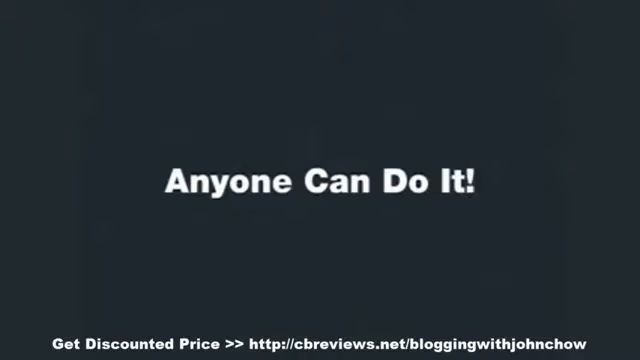 Anyone Can Do It!
Get Discounted Price >> http://cbreviews.net/bloggingwithjohnchow